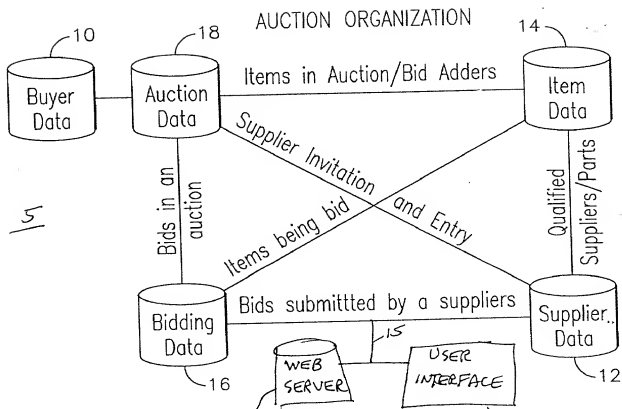 AUCTION ORGANIZATION
10
18
14
Buyer
Data
Auction
Data
Items in Auction/Bid Adders
Item
Data
Supplier Invitation and Entry
Bids in an
auction
Items being bid
Qualified
Suppliers/Parts
5
Bidding
Data
Bids submittted by a suppliers
Supplier..
Data
15
16
12
WEB
SERVER
USER
INTERFACE